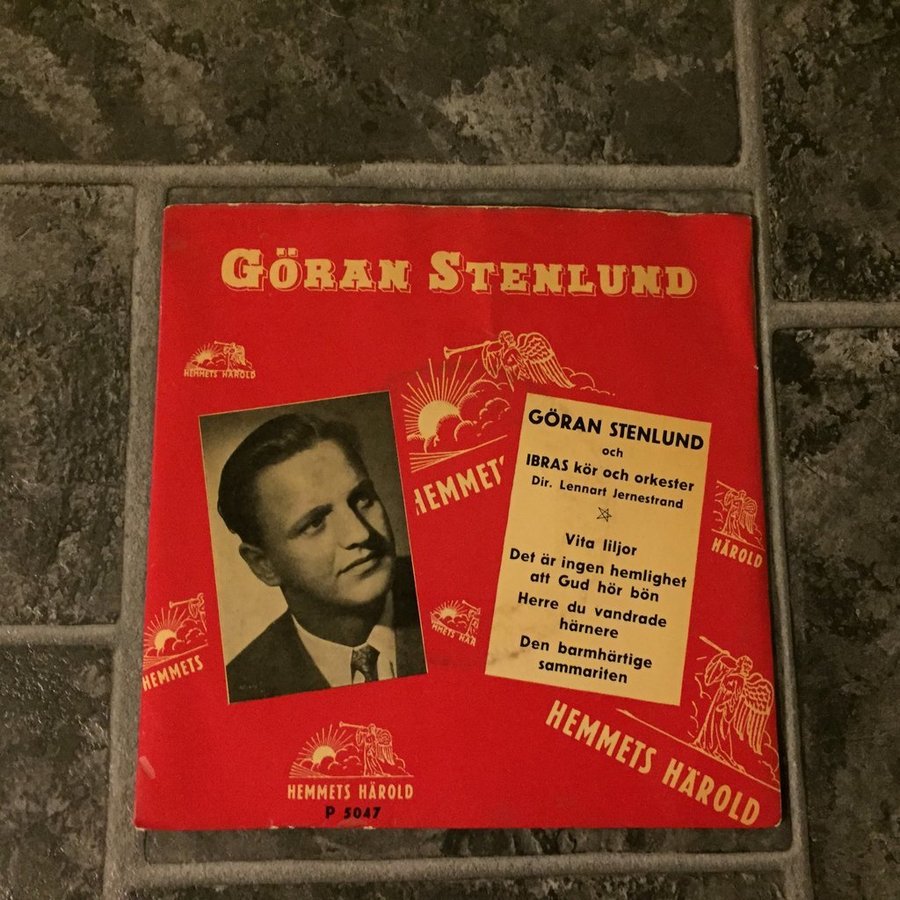 GÖRAN STENLUND
HEMMETS HÄROLD
GÖRAN STENLUND
och
IBRAS kör och orkester
Dir. Lennart Jernestrand
Vita liljor
Det är ingen hemlighet
att Gud hör bön
Herre du vandrade
härnere
Den barmhärtige
sammariten
HEMMETS
HÄROLD
HEMMETS
MMETS HÄR
HEMMETS HÄROLD
HEMMETS HÄROLD
P 5047